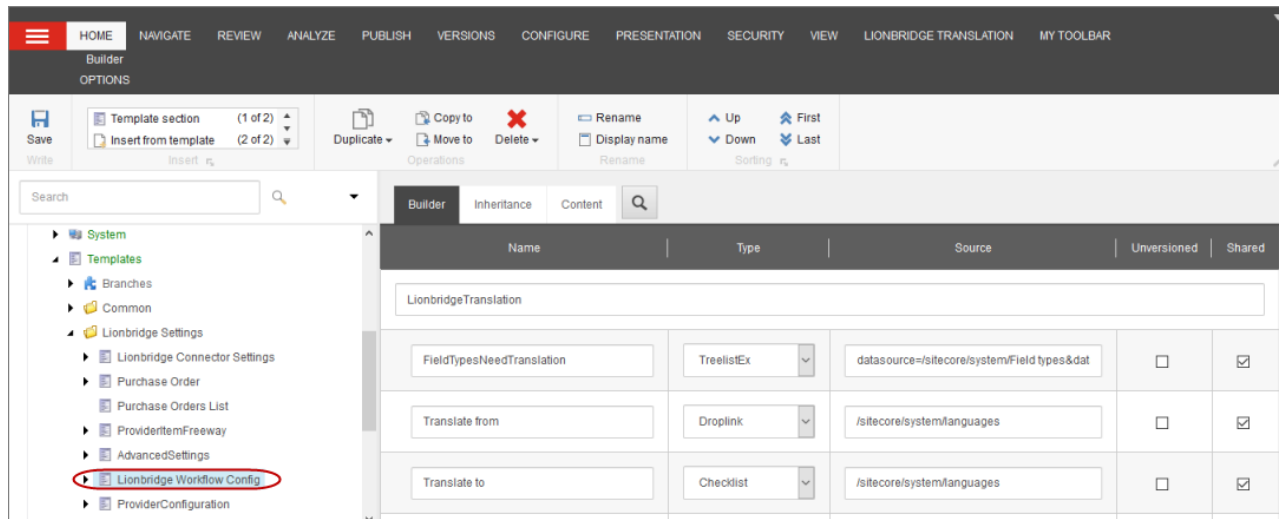 HOME NAVIGATE REVIEW ANALYZE PUBLISH VERSIONS CONFIGURE PRESENTATION SECURITY VIEW LIONBRIDGE TRANSLATION MY TOOLBAR
Builder
OPTIONS
Save
Write
Template section (1 of 2)
Insert from template (2 of 2)
Insert
Duplicate
Copy to
Move to
Delete
Operations
Rename
Display name
Rename
Up
First
Down
Last
Sorting
Search
System
Templates
Branches
Common
Lionbridge Settings
Lionbridge Connector Settings
Purchase Order
Purchase Orders List
ProviderItemFreeway
AdvancedSettings
Lionbridge Workflow Config
ProviderConfiguration
Builder Inheritance Content
Name Type Source Unversioned Shared
LionbridgeTranslation
FieldTypesNeedTranslation TreelistEx datasource=/sitecore/system/Field types&dat
Translate from Droplink /sitecore/system/languages
Translate to Checklist /sitecore/system/languages